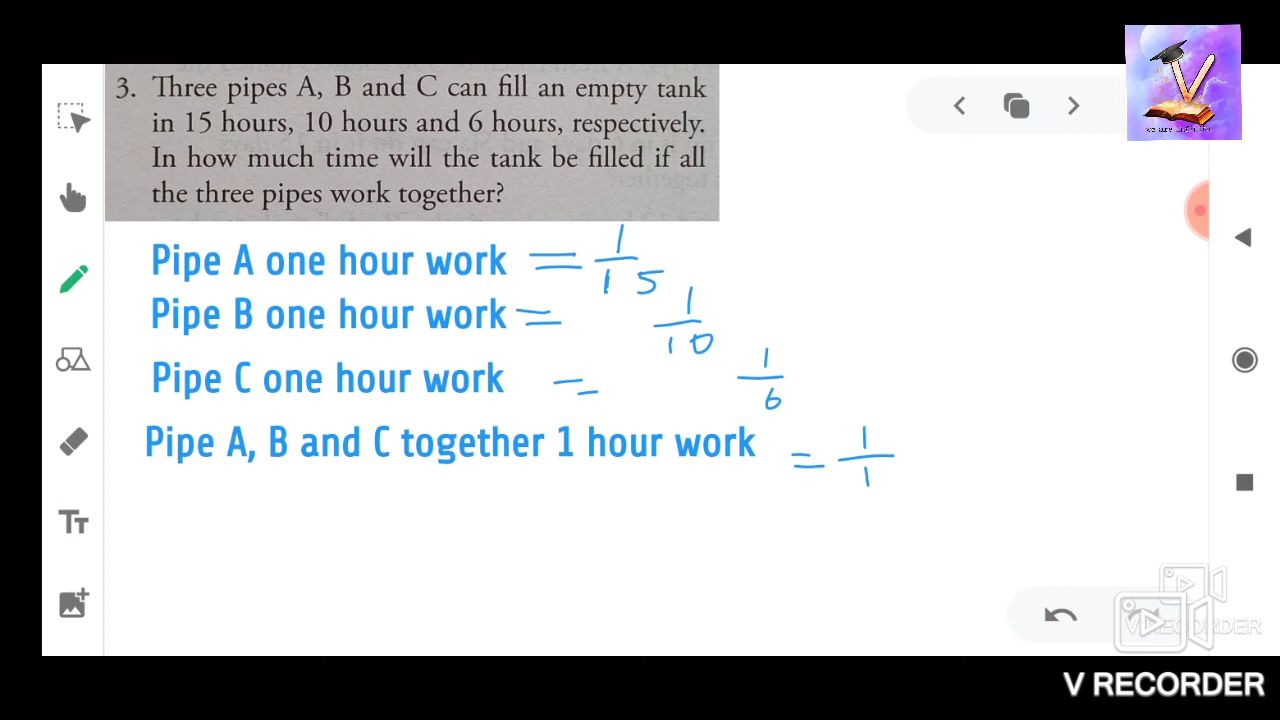 3. Three pipes A, B and C can fill an empty tank
in 15 hours, 10 hours and 6 hours, respectively.
In how much time will the tank be filled if all
the three pipes work together?
Pipe A one hour work = 1/15
Pipe B one hour work = 1/10
Pipe C one hour work = 1/6
Pipe A, B and C together 1 hour work = 1/1
TT
V
V RECORDER
V RECORDER